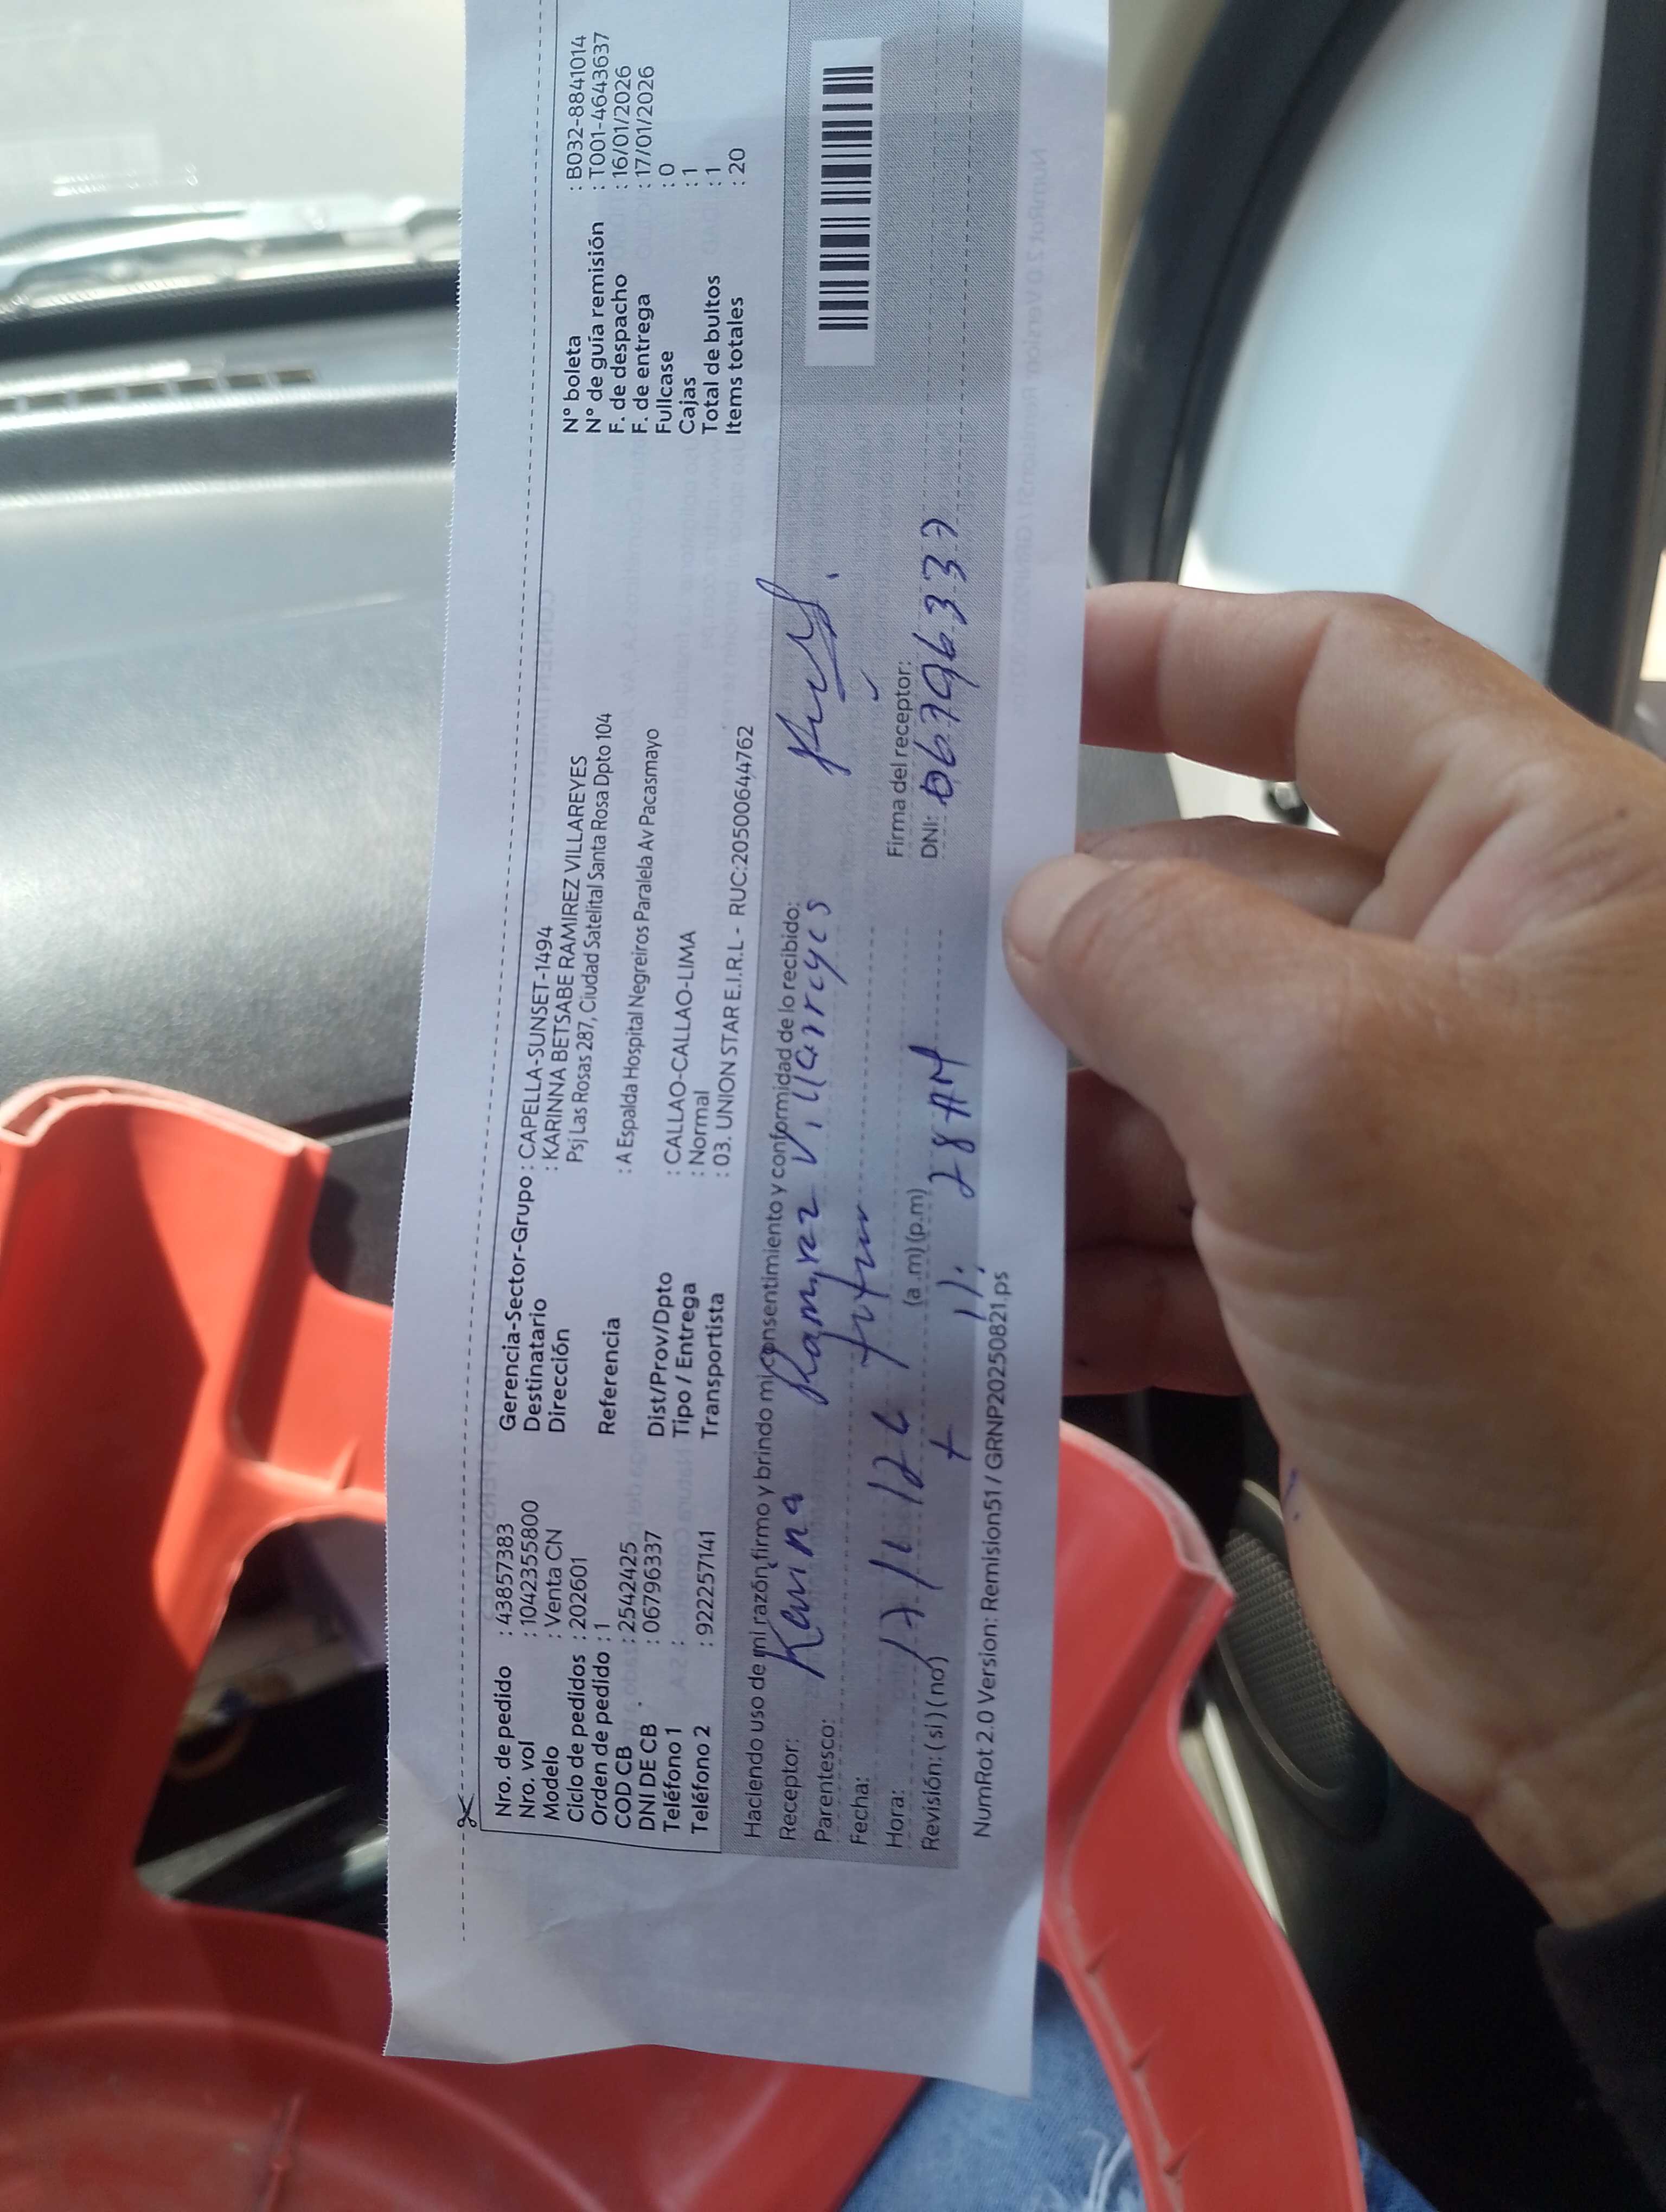 Nro. de pedido : 43857383
Nro. vol : 1042355800
Modelo : Venta CN
Ciclo de pedidos : 202601
Orden de pedido : 1
COD CB : 2542425
DNI DE CB : 06796337
Teléfono 1 :
Teléfono 2 : 922257141
Gerencia-Sector-Grupo : CAPELLA-SUNSET-1494
Destinatario : KARINNA BETSABE RAMIREZ VILLAREYES
Dirección Psj Las Rosas 287, Ciudad Satelital Santa Rosa Dpto 104
Referencia : A Espalda Hospital Negreiros Paralela Av Pacasmayo
Dist/Prov/Dpto : CALLAO-CALLAO-LIMA
Tipo / Entrega : Normal
Transportista : 03. UNION STAR E.I.R.L - RUC:20500644762
N° boleta : B032-8841014
N° de guía remisión : T001-4643637
F. de despacho : 16/01/2026
F. de entrega : 17/01/2026
Fullcase : 0
Cajas : 1
Total de bultos : 1
Items totales : 20
Haciendo uso de mi razón, firmo y brindo mi consentimiento y conformidad de lo recibido:
Receptor: Karina Ramirez Villareyes
Parentesco:
Fecha: 17/1/26
Hora: (a .m) (p.m) 11: 28 AM
Revisión: ( si ) ( no)
Firma del receptor:
DNI: 06796337
NumRot 2.0 Version: Remision51 / GRNP20250821.ps